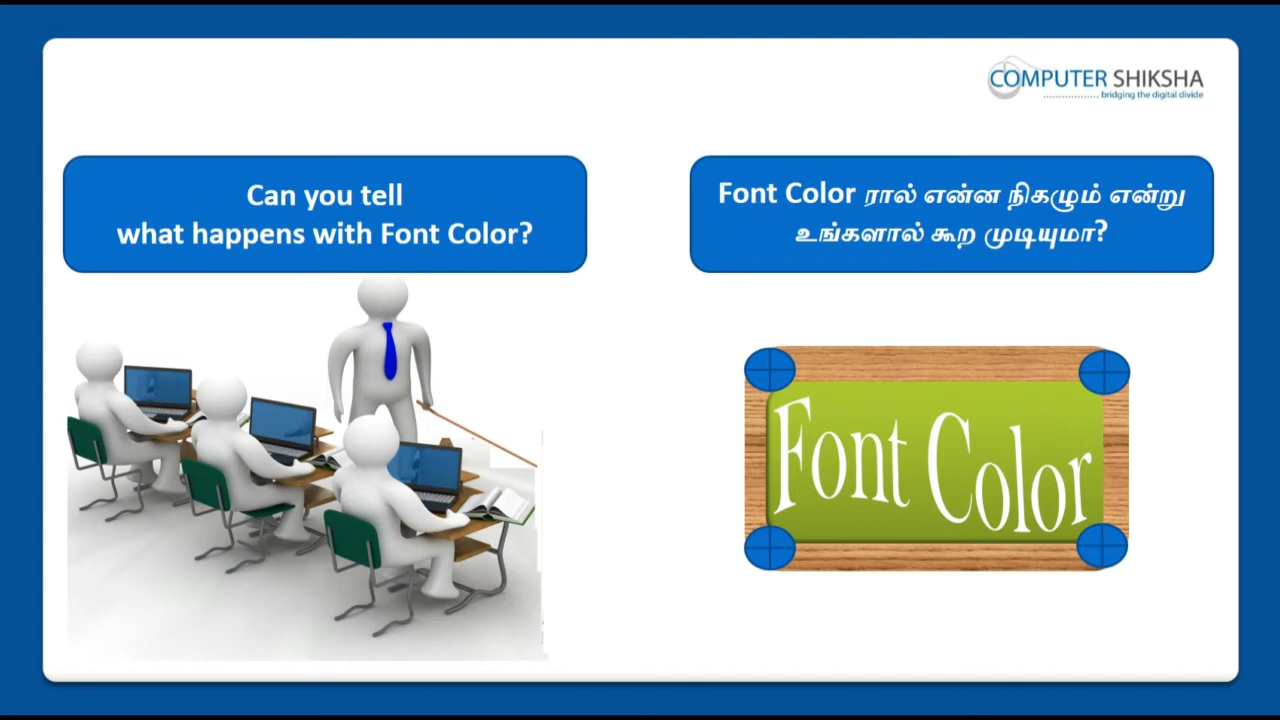 COMPUTER SHIKSHA
bridging the digital divide
Can you tell
what happens with Font Color?
Font Color ரால் என்ன நிகழும் என்று
உங்களால் கூற முடியுமா?
Font Color